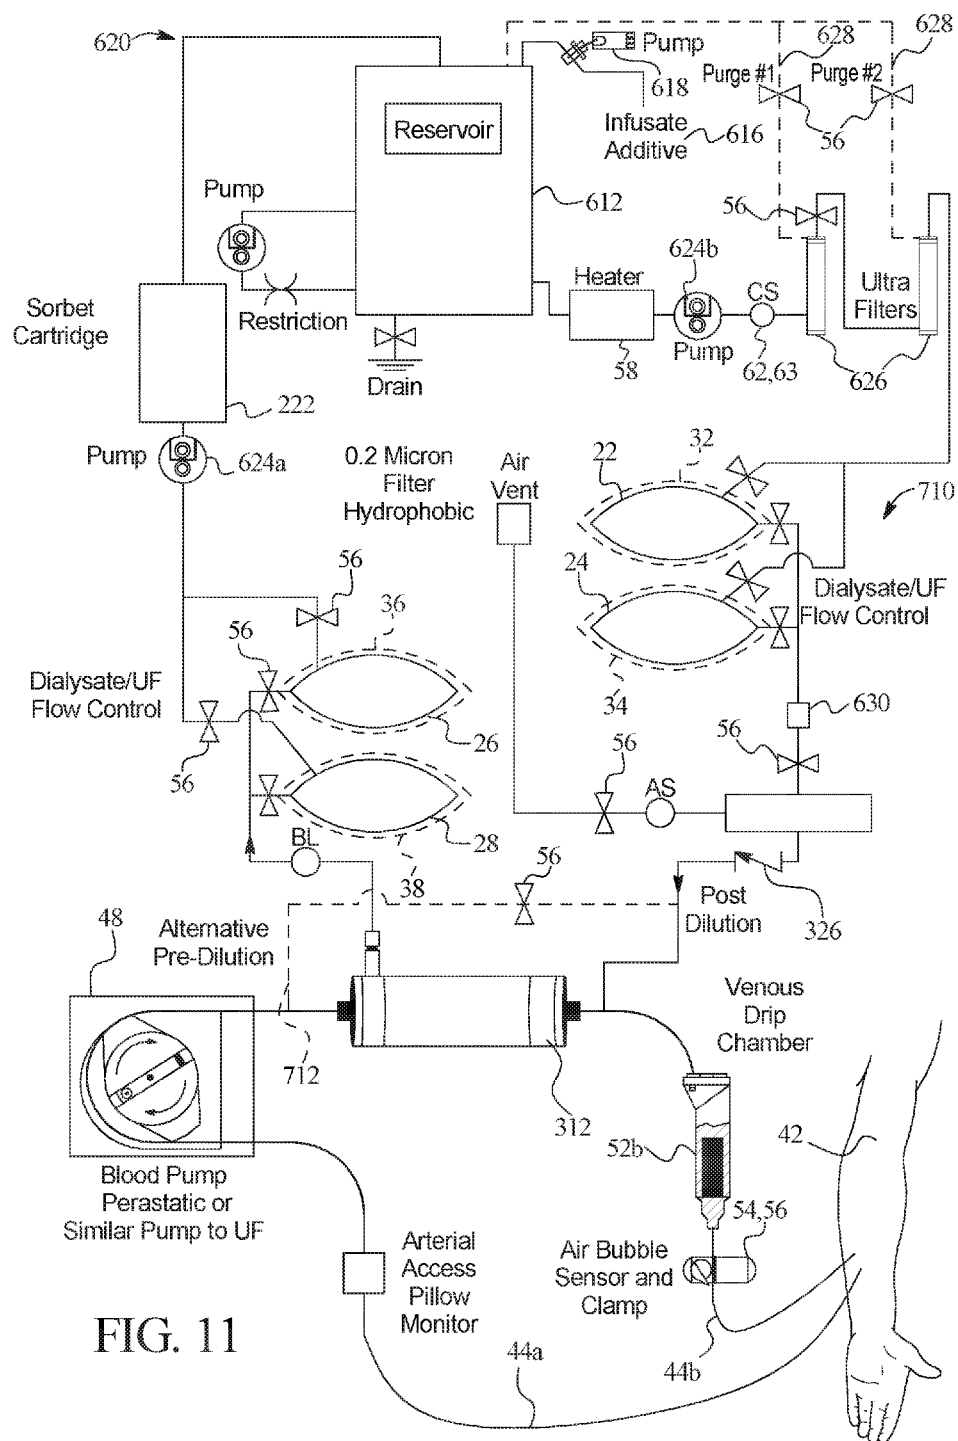 620
Pump
618
628
628
Purge #1
Purge #2
56
Reservoir
Infusate
Additive
616
612
Pump
56
Sorbet
Cartridge
Restriction
Heater
624b
CS
Ultra
Filters
Drain
58
Pump
62,63
626
222
Pump
624a
0.2 Micron
Filter
Hydrophobic
Air
Vent
22
32
710
56
24
Dialysate/UF
Flow Control
36
56
Dialysate/UF
Flow Control
34
630
56
26
56
56
AS
BL
28
38
56
Post
Dilution
326
48
Alternative
Pre-Dilution
Venous
Drip
Chamber
712
312
52b
42
Blood Pump
Perastatic or
Similar Pump to UF
54,56
Arterial
Access
Pillow
Monitor
Air Bubble
Sensor and
Clamp
FIG. 11
44a
44b